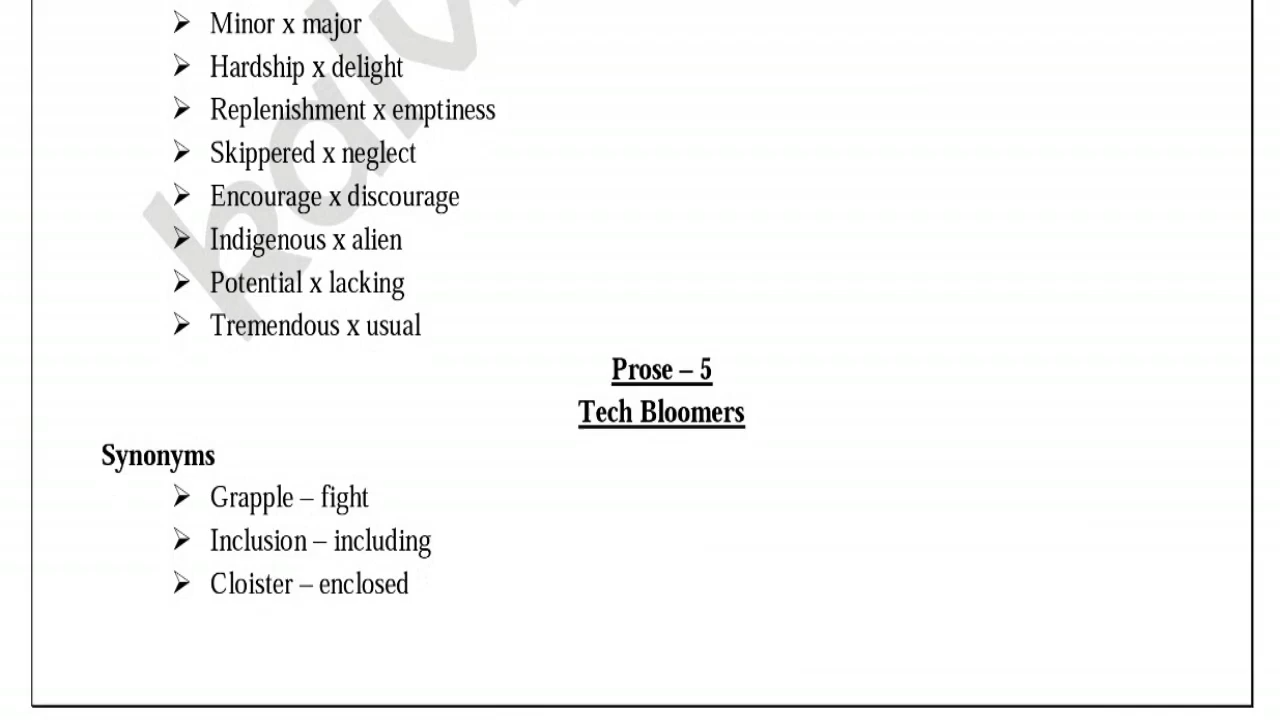 ➢ Minor x major
➢ Hardship x delight
➢ Replenishment x emptiness
➢ Skippered x neglect
➢ Encourage x discourage
➢ Indigenous x alien
➢ Potential x lacking
➢ Tremendous x usual
Prose – 5
Tech Bloomers
Synonyms
➢ Grapple – fight
➢ Inclusion – including
➢ Cloister – enclosed